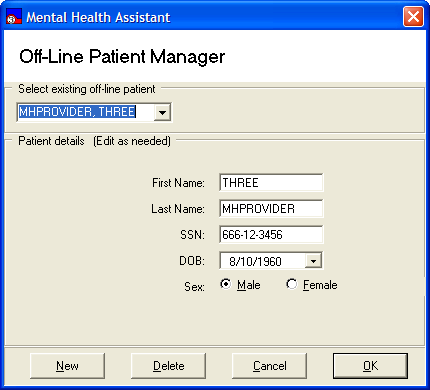 Mental Health Assistant
Off-Line Patient Manager
Select existing off-line patient
MHPROVIDER, THREE
Patient details (Edit as needed)
First Name: THREE
Last Name: MHPROVIDER
SSN: 666-12-3456
DOB: 8/10/1960
Sex: Male Female
New Delete Cancel OK